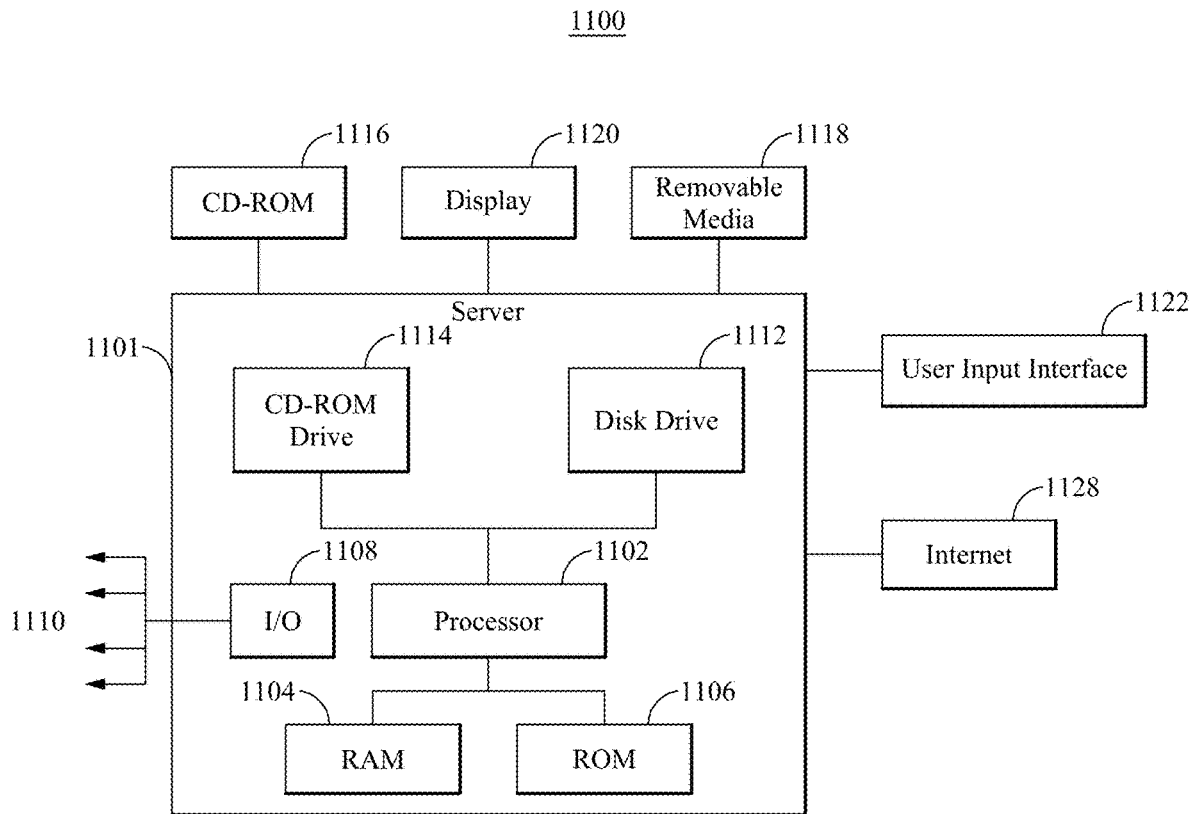 1100
1116
1120
1118
CD-ROM
Display
Removable
Media
Server
1122
User Input Interface
1101
1114
1112
CD-ROM
Drive
Disk Drive
1128
Internet
1108
1102
1110
I/O
Processor
1104
1106
RAM
ROM